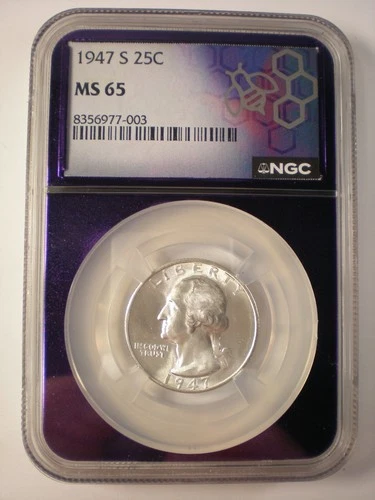 1947 S 25C
MS 65
8356977-003
NGC
LIBERTY
IN GOD WE
TRUST
1947